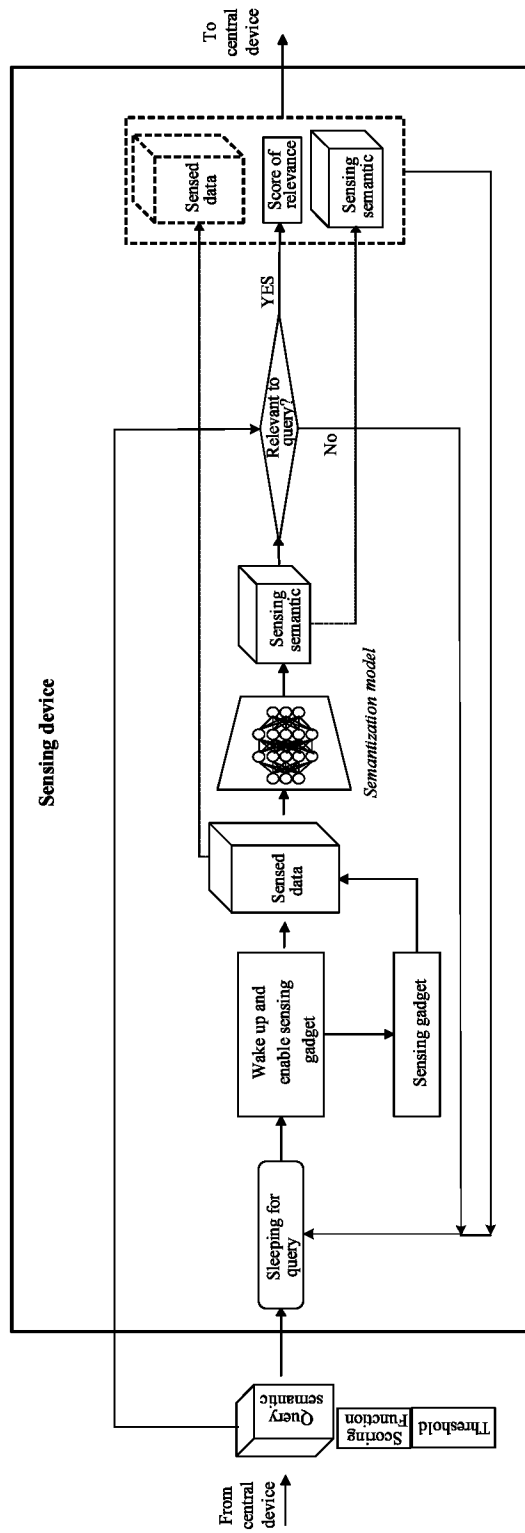 Sensing device
From
central
device
Query
semantic
Scoring
Function
Threshold
Sleeping for
query
Wake up and
enable sensing
gadget
Sensing gadget
Sensed
data
Semantization model
Sensing
semantic
Relevant to
query?
YES
No
Sensed
data
Score of
relevance
Sensing
semantic
To
central
device